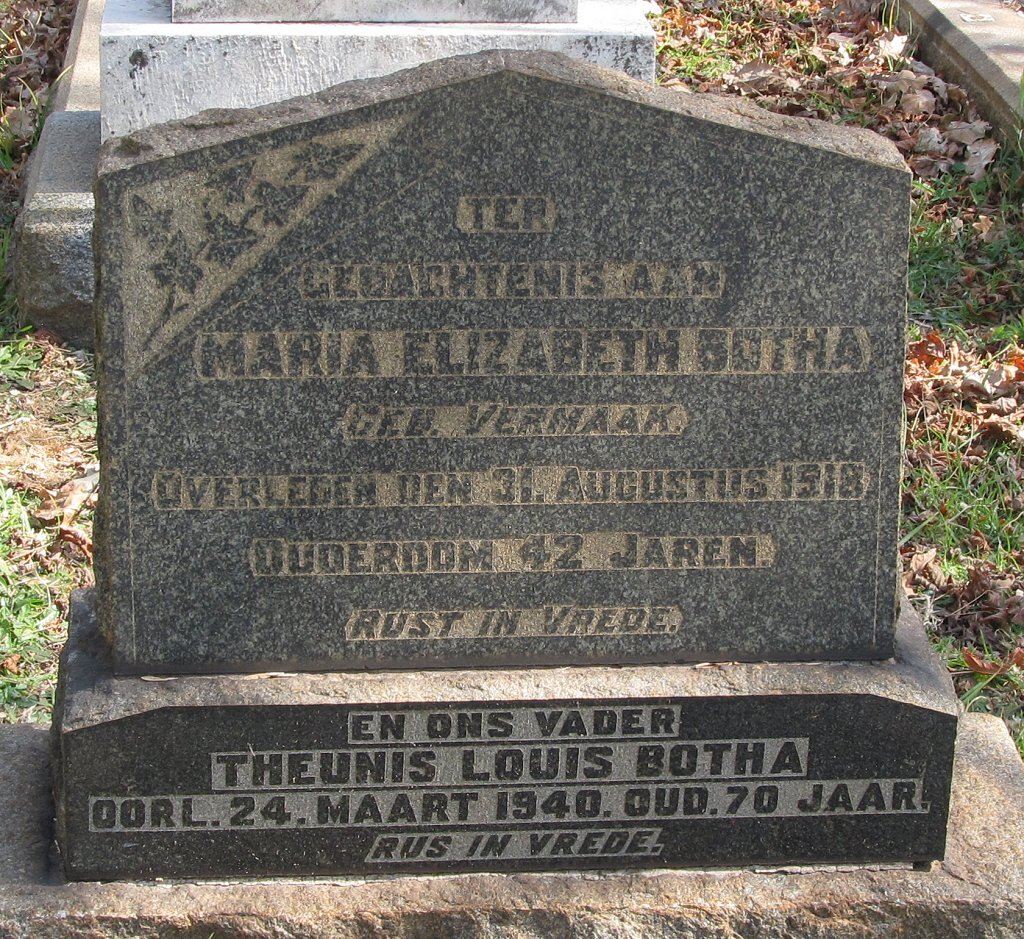 TER
GEDACHTENIS AAN
MARIA ELIZABETH BOTHA
GEB. VERMAAK.
OVERLEDEN DEN 31. AUGUSTUS 1918
OUDERDOM 42 JAREN.
RUST IN VREDE.
EN ONS VADER
THEUNIS LOUIS BOTHA
OORL. 24. MAART 1940. OUD. 70 JAAR.
RUS IN VREDE.